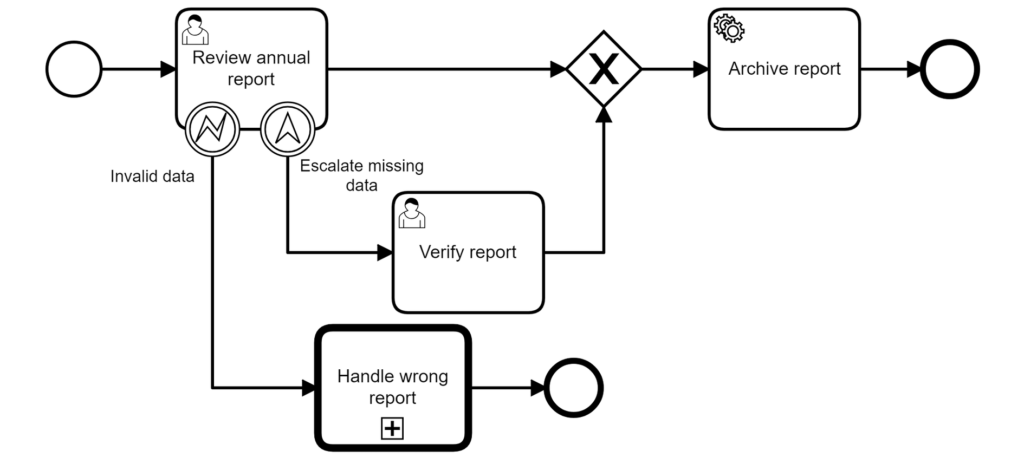 Review annual
report
Archive report
Invalid data
Escalate missing
data
Verify report
Handle wrong
report